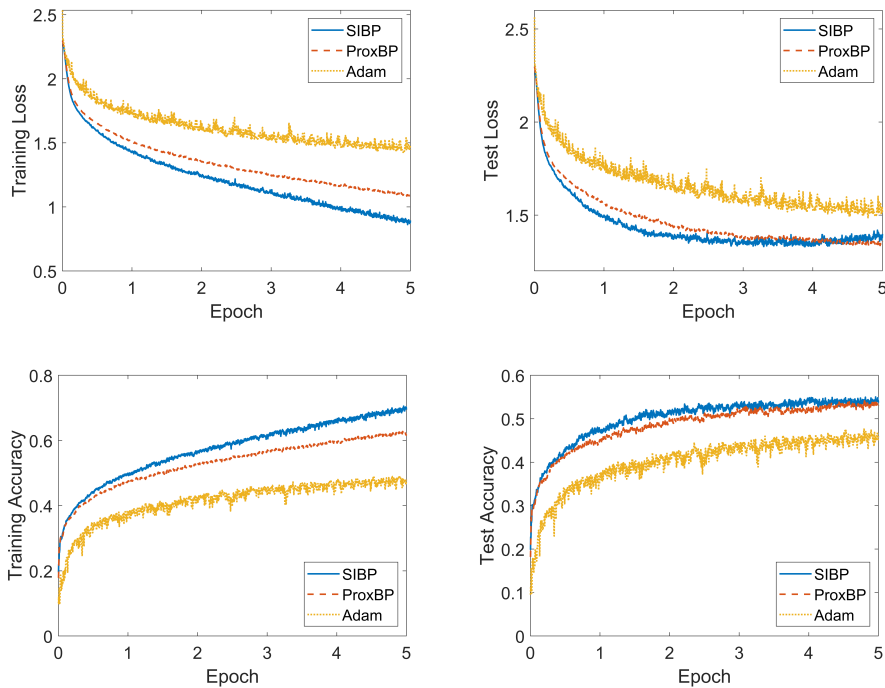 2.5
2
1.5
1
0.5
Training Loss
0 1 2 3 4 5
Epoch
SIBP
ProxBP
Adam
2.5
2
1.5
Test Loss
0 1 2 3 4 5
Epoch
SIBP
ProxBP
Adam
0.8
0.6
0.4
0.2
0
Training Accuracy
0 1 2 3 4 5
Epoch
SIBP
ProxBP
Adam
0.6
0.5
0.4
0.3
0.2
0.1
0
Test Accuracy
0 1 2 3 4 5
Epoch
SIBP
ProxBP
Adam